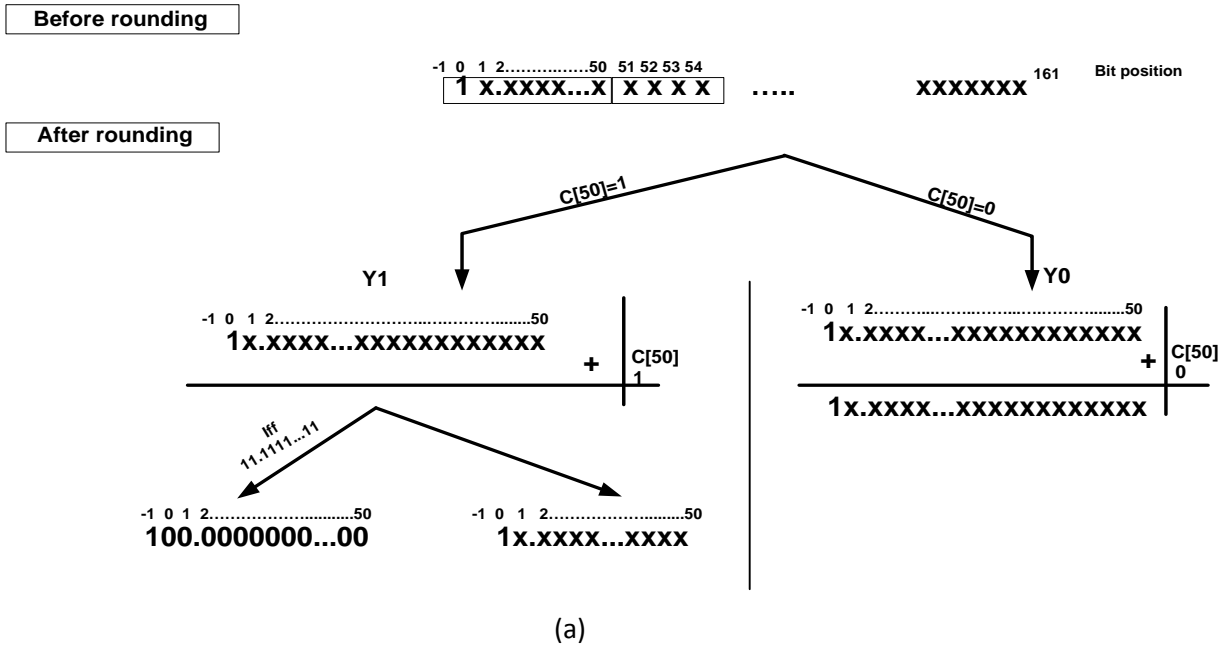 Before rounding
-1 0 1 2……….……50 51 52 53 54 161 Bit position
1 x.xxxx...x x x x x ….. xxxxxxx
After rounding
C[50]=1 C[50]=0
Y1 Y0
-1 0 1 2…………………………………….........50 -1 0 1 2……………………………….........50
1x.xxxx...xxxxxxxxxxxx 1x.xxxx...xxxxxxxxxxxx
+ C[50] + C[50]
1 0
1x.xxxx...xxxxxxxxxxxx
Iff
11.1111...11
-1 0 1 2………………...........50 -1 0 1 2………………….........50
100.0000000...00 1x.xxxx...xxxx
(a)